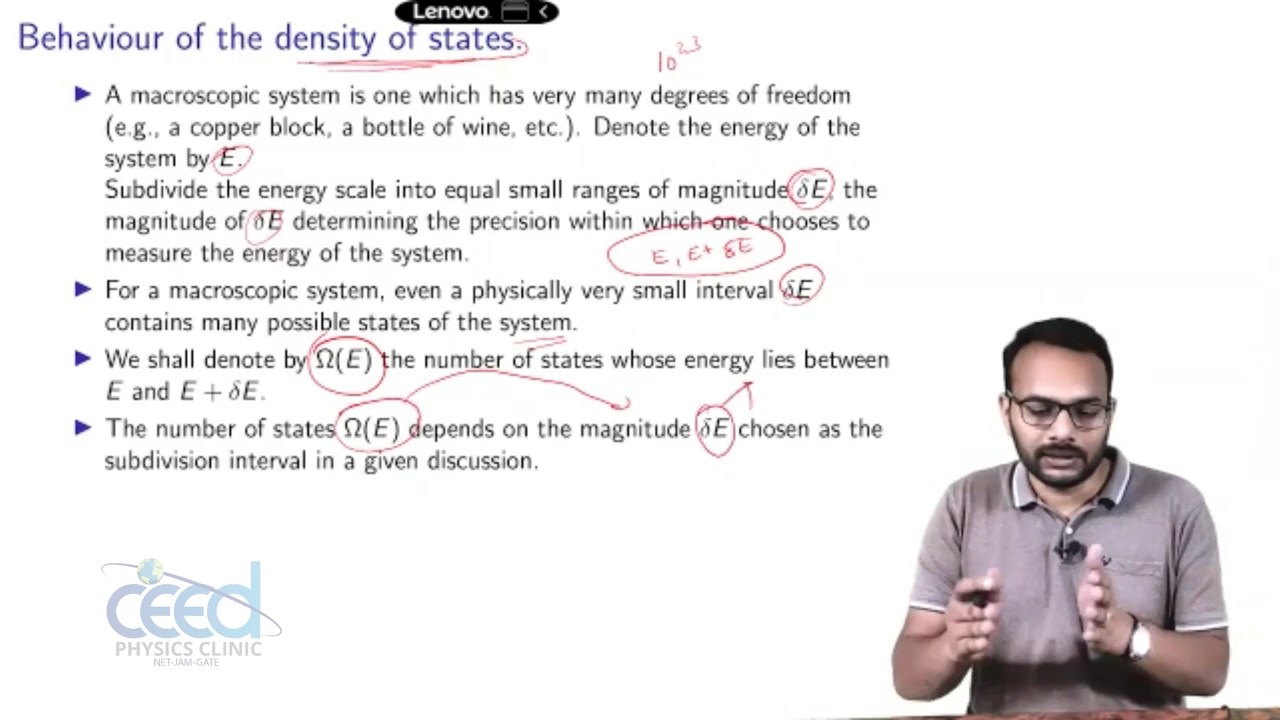 Lenovo
Behaviour of the density of states.
10²³
▶ A macroscopic system is one which has very many degrees of freedom
(e.g., a copper block, a bottle of wine, etc.). Denote the energy of the
system by E.
Subdivide the energy scale into equal small ranges of magnitude δE, the
magnitude of δE determining the precision within which one chooses to
measure the energy of the system.
E, E+ δE
▶ For a macroscopic system, even a physically very small interval δE
contains many possible states of the system.
▶ We shall denote by Ω(E) the number of states whose energy lies between
E and E + δE.
▶ The number of states Ω(E) depends on the magnitude δE chosen as the
subdivision interval in a given discussion.
ceed
PHYSICS CLINIC
NET-JAM-GATE